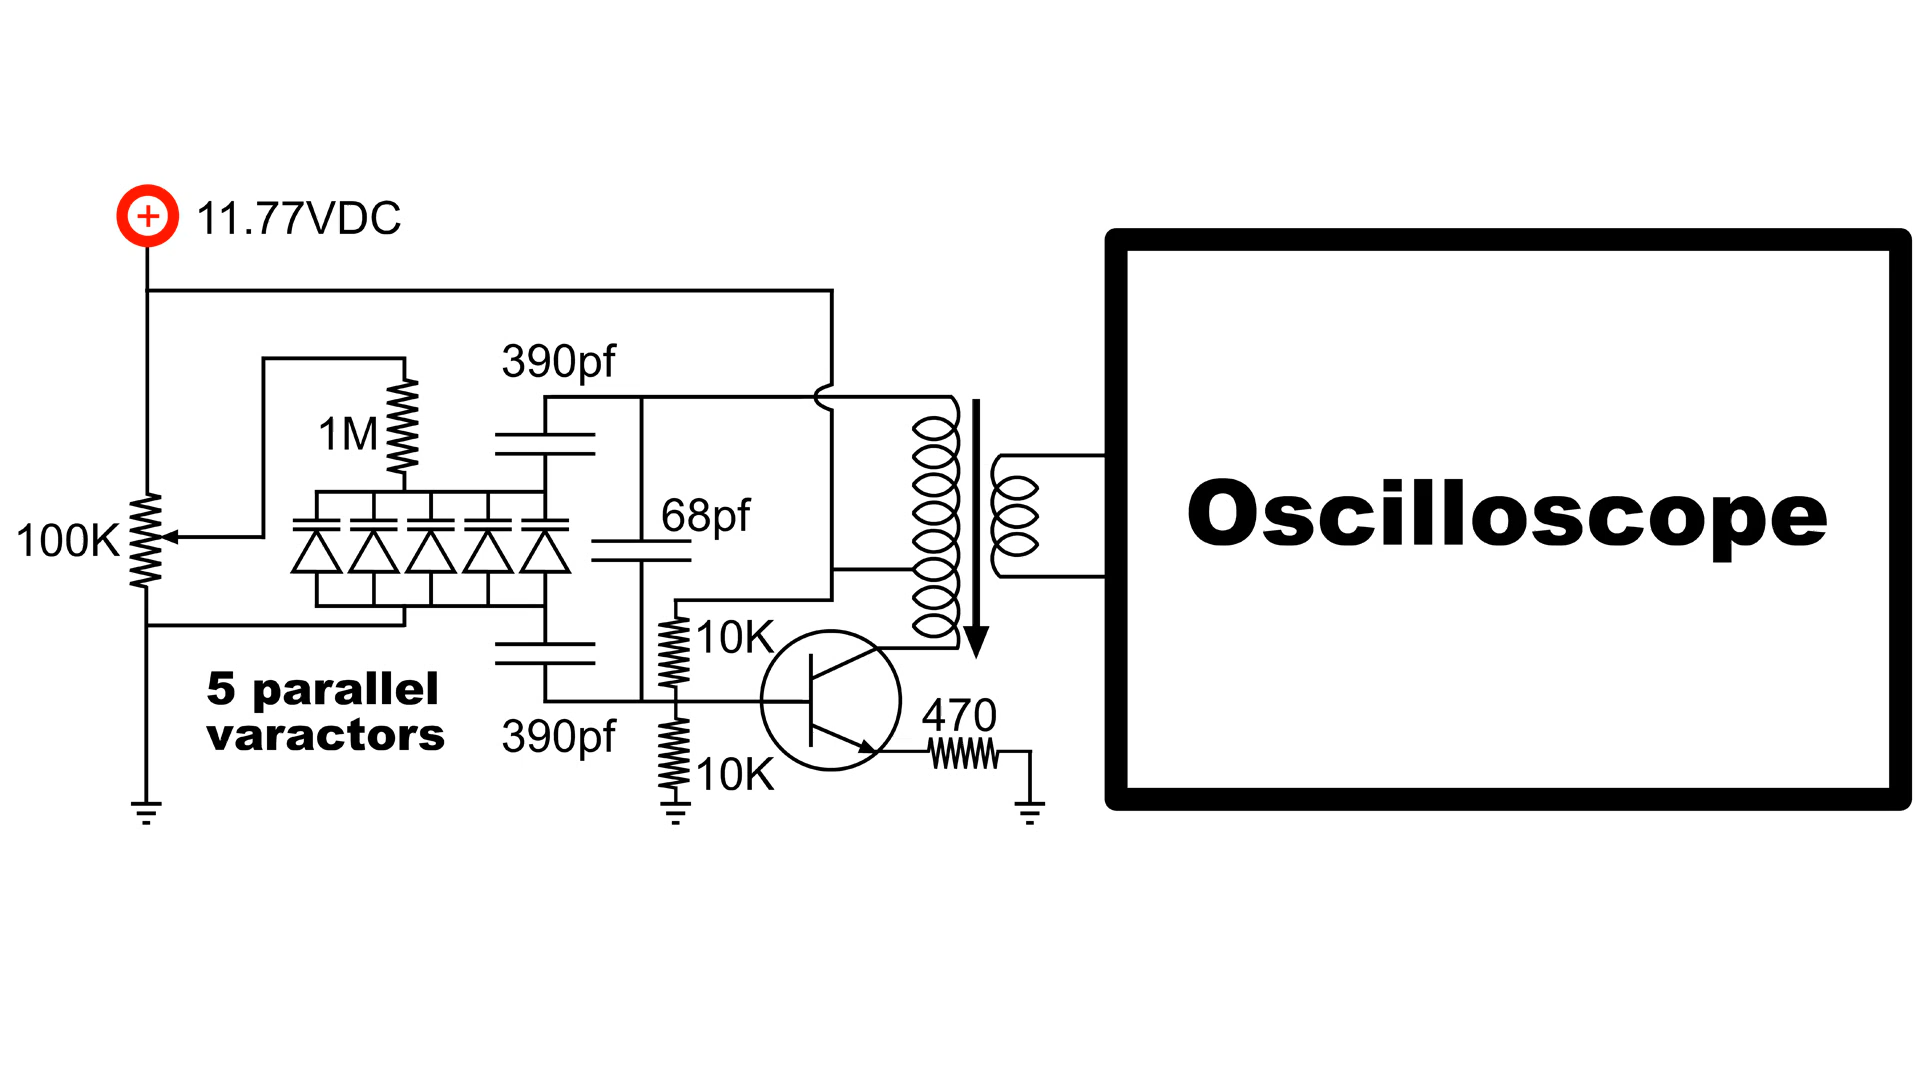 + 11.77VDC
390pf
1M
68pf
100K
Oscilloscope
10K
5 parallel
varactors
470
390pf
10K